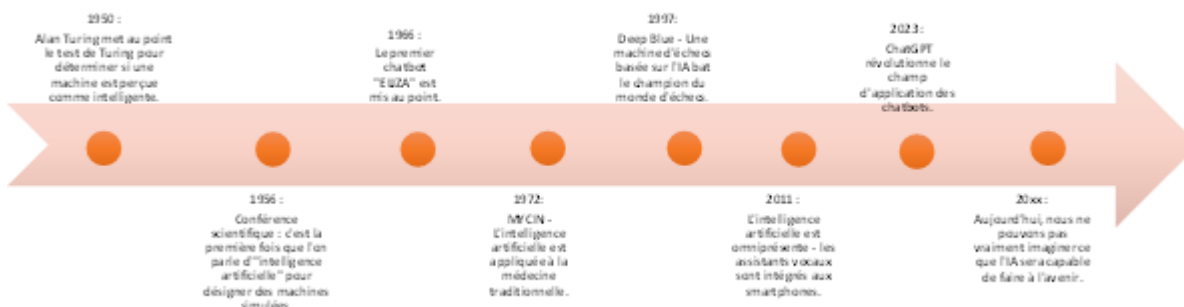 1950 :
Alan Turing met au point
le test de Turing pour
déterminer si une
machine est perçue
comme intelligente.
1956 :
Conférence
scientifique : c'est la
première fois que l'on
parle d'"intelligence
artificielle" pour
désigner des machines
simulées.
1966 :
Le premier
chatbot
"ELIZA" est
mis au point.
1972:
MYCIN -
L'intelligence
artificielle est
appliquée à la
médecine
traditionnelle.
1997:
Deep Blue - Une
machine d'échecs
basée sur l'IA bat
le champion du
monde d'échecs.
2011 :
L'intelligence
artificielle est
omniprésente - les
assistants vocaux
sont intégrés aux
smartphones.
2023:
ChatGPT
révolutionne le
champ
d'application des
chatbots.
20xx :
Aujourd'hui, nous ne
pouvons pas
vraiment imaginer ce
que l'IA sera capable
de faire à l'avenir.